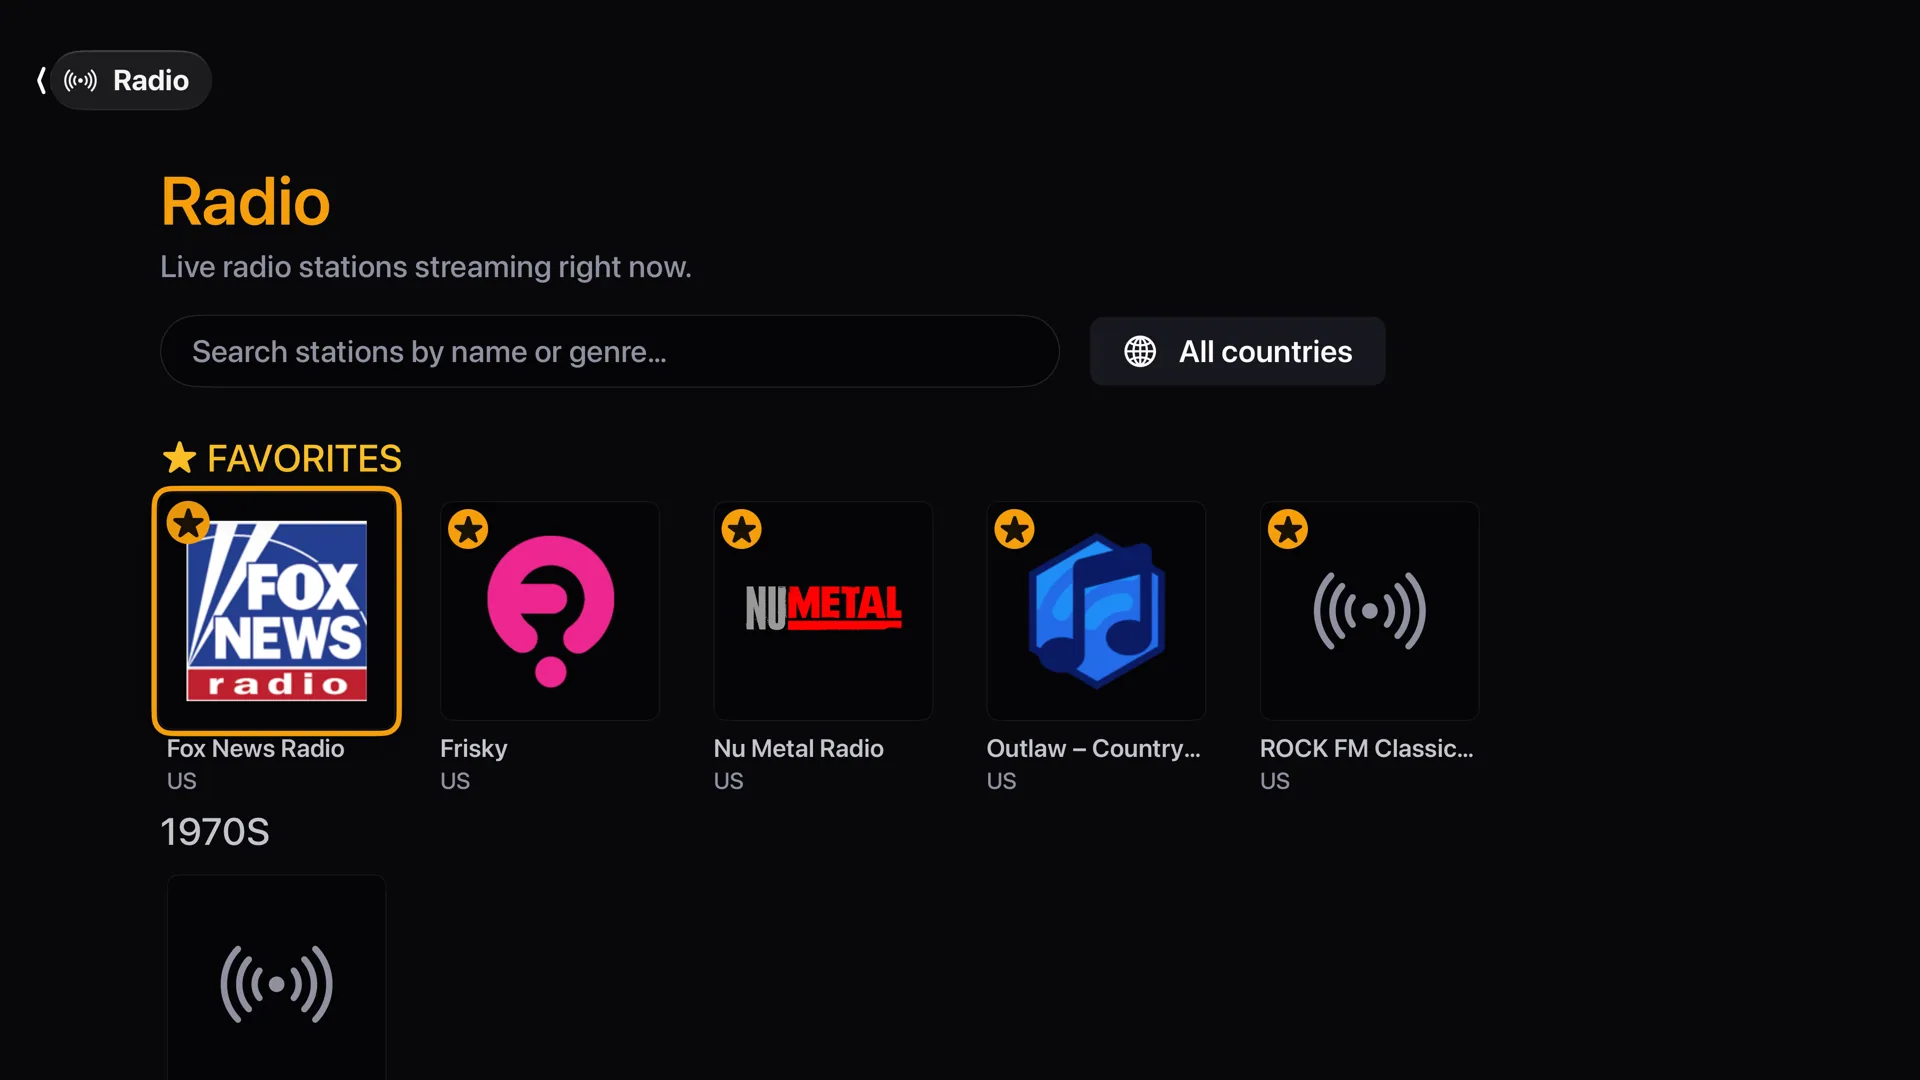 Radio
Radio
Live radio stations streaming right now.
Search stations by name or genre...
All countries
FAVORITES
FOX
NEWS
radio
NUMETAL
Fox News Radio
US
Frisky
US
Nu Metal Radio
US
Outlaw – Country...
US
ROCK FM Classic...
US
1970S